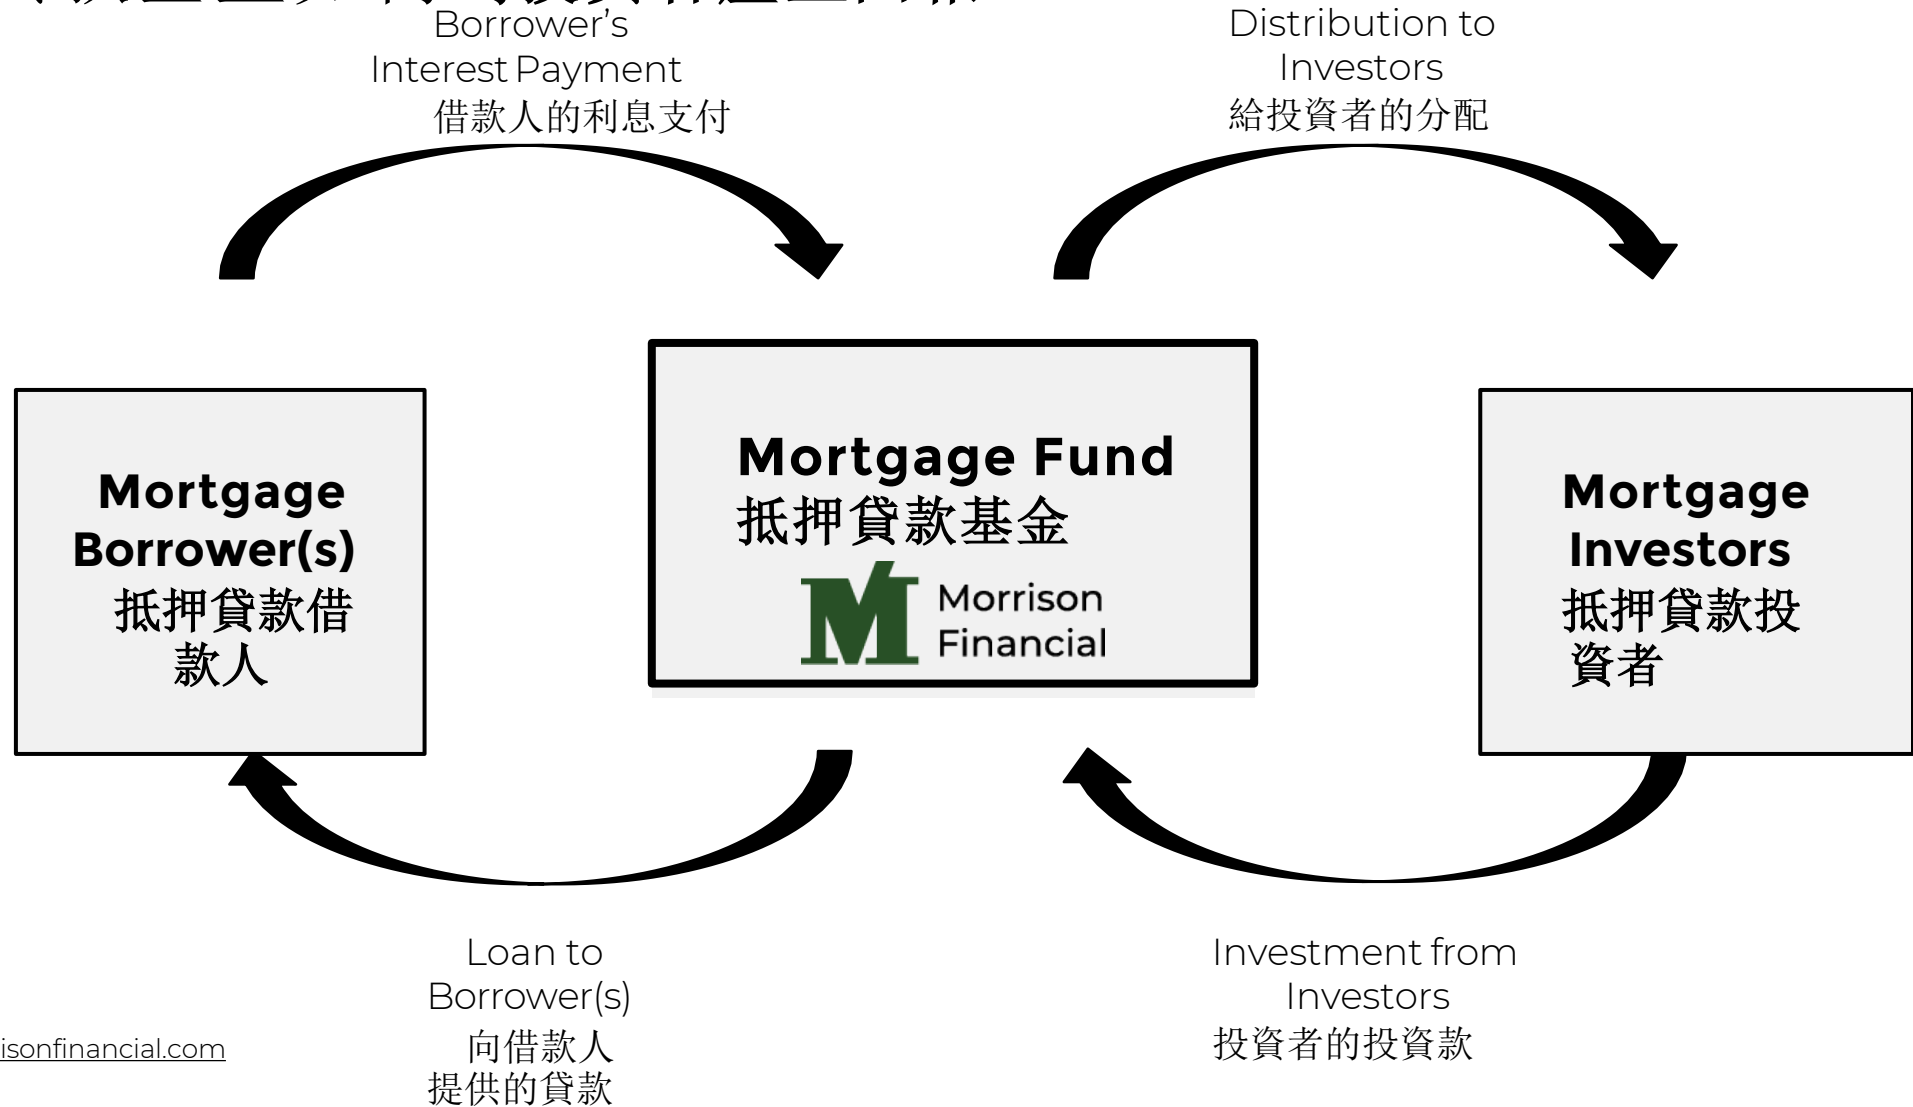 Borrower's
Interest Payment
借款人的利息支付
Distribution to
Investors
給投資者的分配
Mortgage
Borrower(s)
抵押貸款借
款人
Mortgage Fund
抵押貸款基金
Morrison
Financial
Mortgage
Investors
抵押貸款投
資者
Loan to
Borrower(s)
向借款人
提供的貸款
Investment from
Investors
投資者的投資款
isonfinancial.com